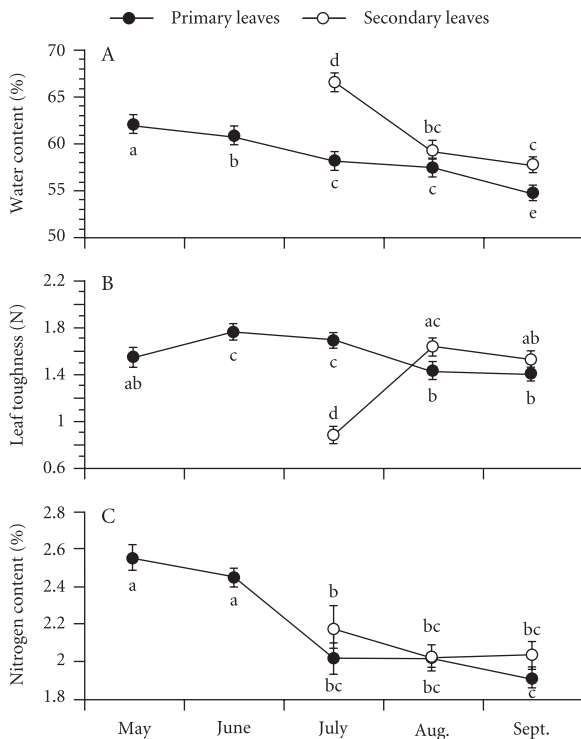 Primary leaves Secondary leaves
A
Water content (%)
70
65
60
55
50
a
b
c
c
e
d
bc
c
B
Leaf toughness (N)
2.2
1.8
1.4
1
0.6
ab
c
c
b
b
d
ac
ab
C
Nitrogen content (%)
2.8
2.6
2.4
2.2
2
1.8
a
a
b
bc
bc
bc
bc
c
May June July Aug. Sept.